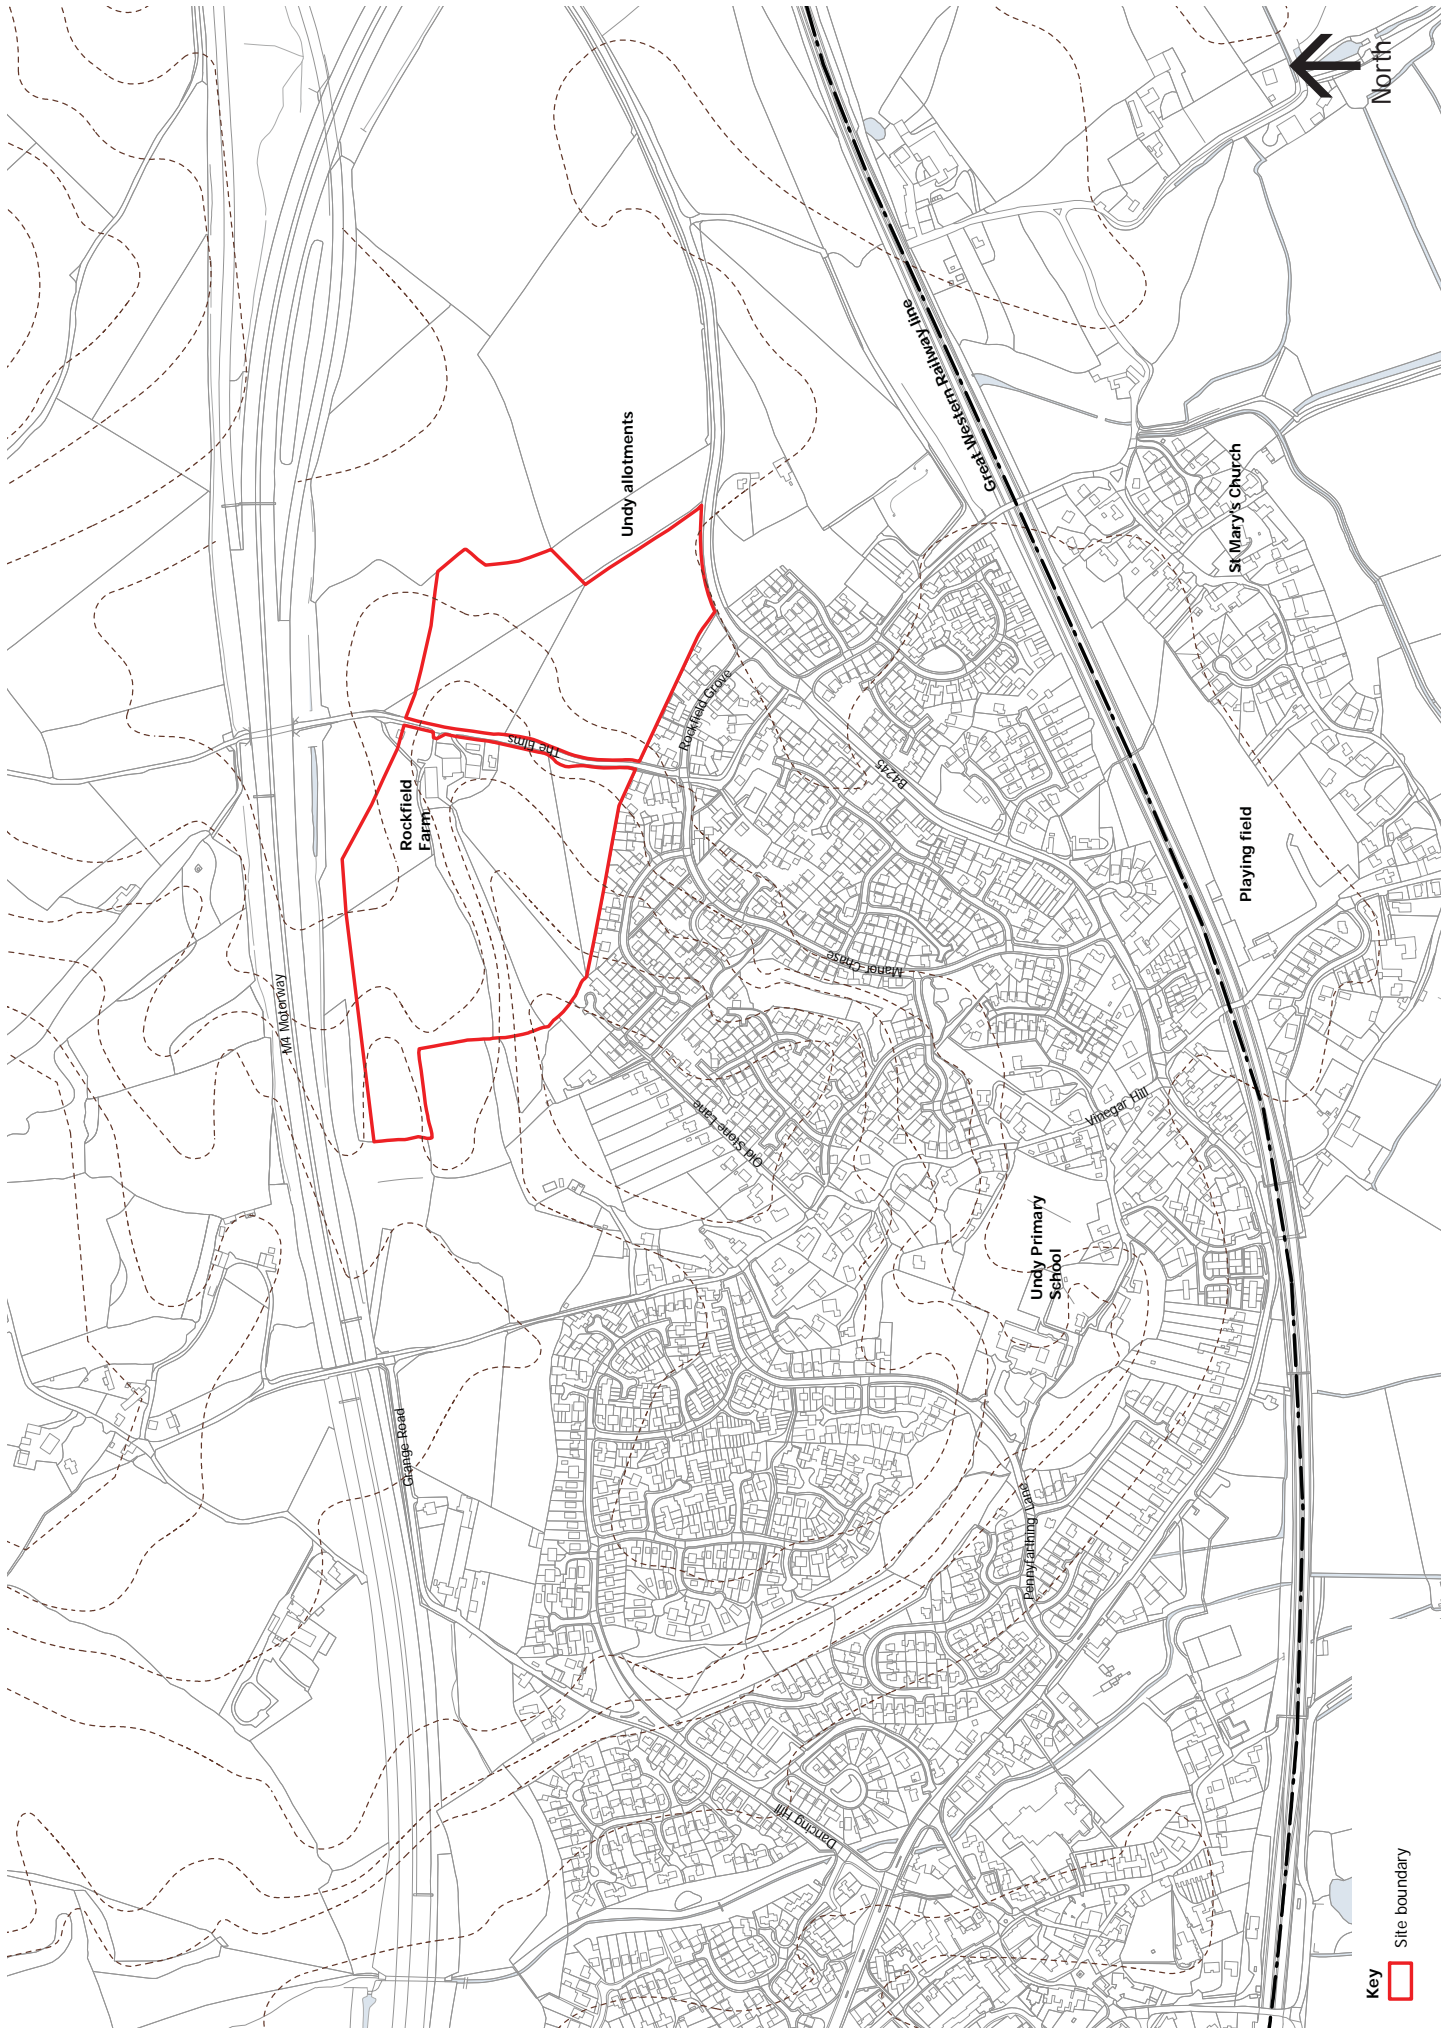 North
Great Western Railway line
Undy allotments
St Mary's Church
Rockfield Grove
The Elms
B4245
Rockfield
Farm
Playing field
Manor Chase
M4 Motorway
Old Stone Lane
Vinegar Hill
Undy Primary
School
Grange Road
Pennyfarthing Lane
Dancing Hill
Key
Site boundary